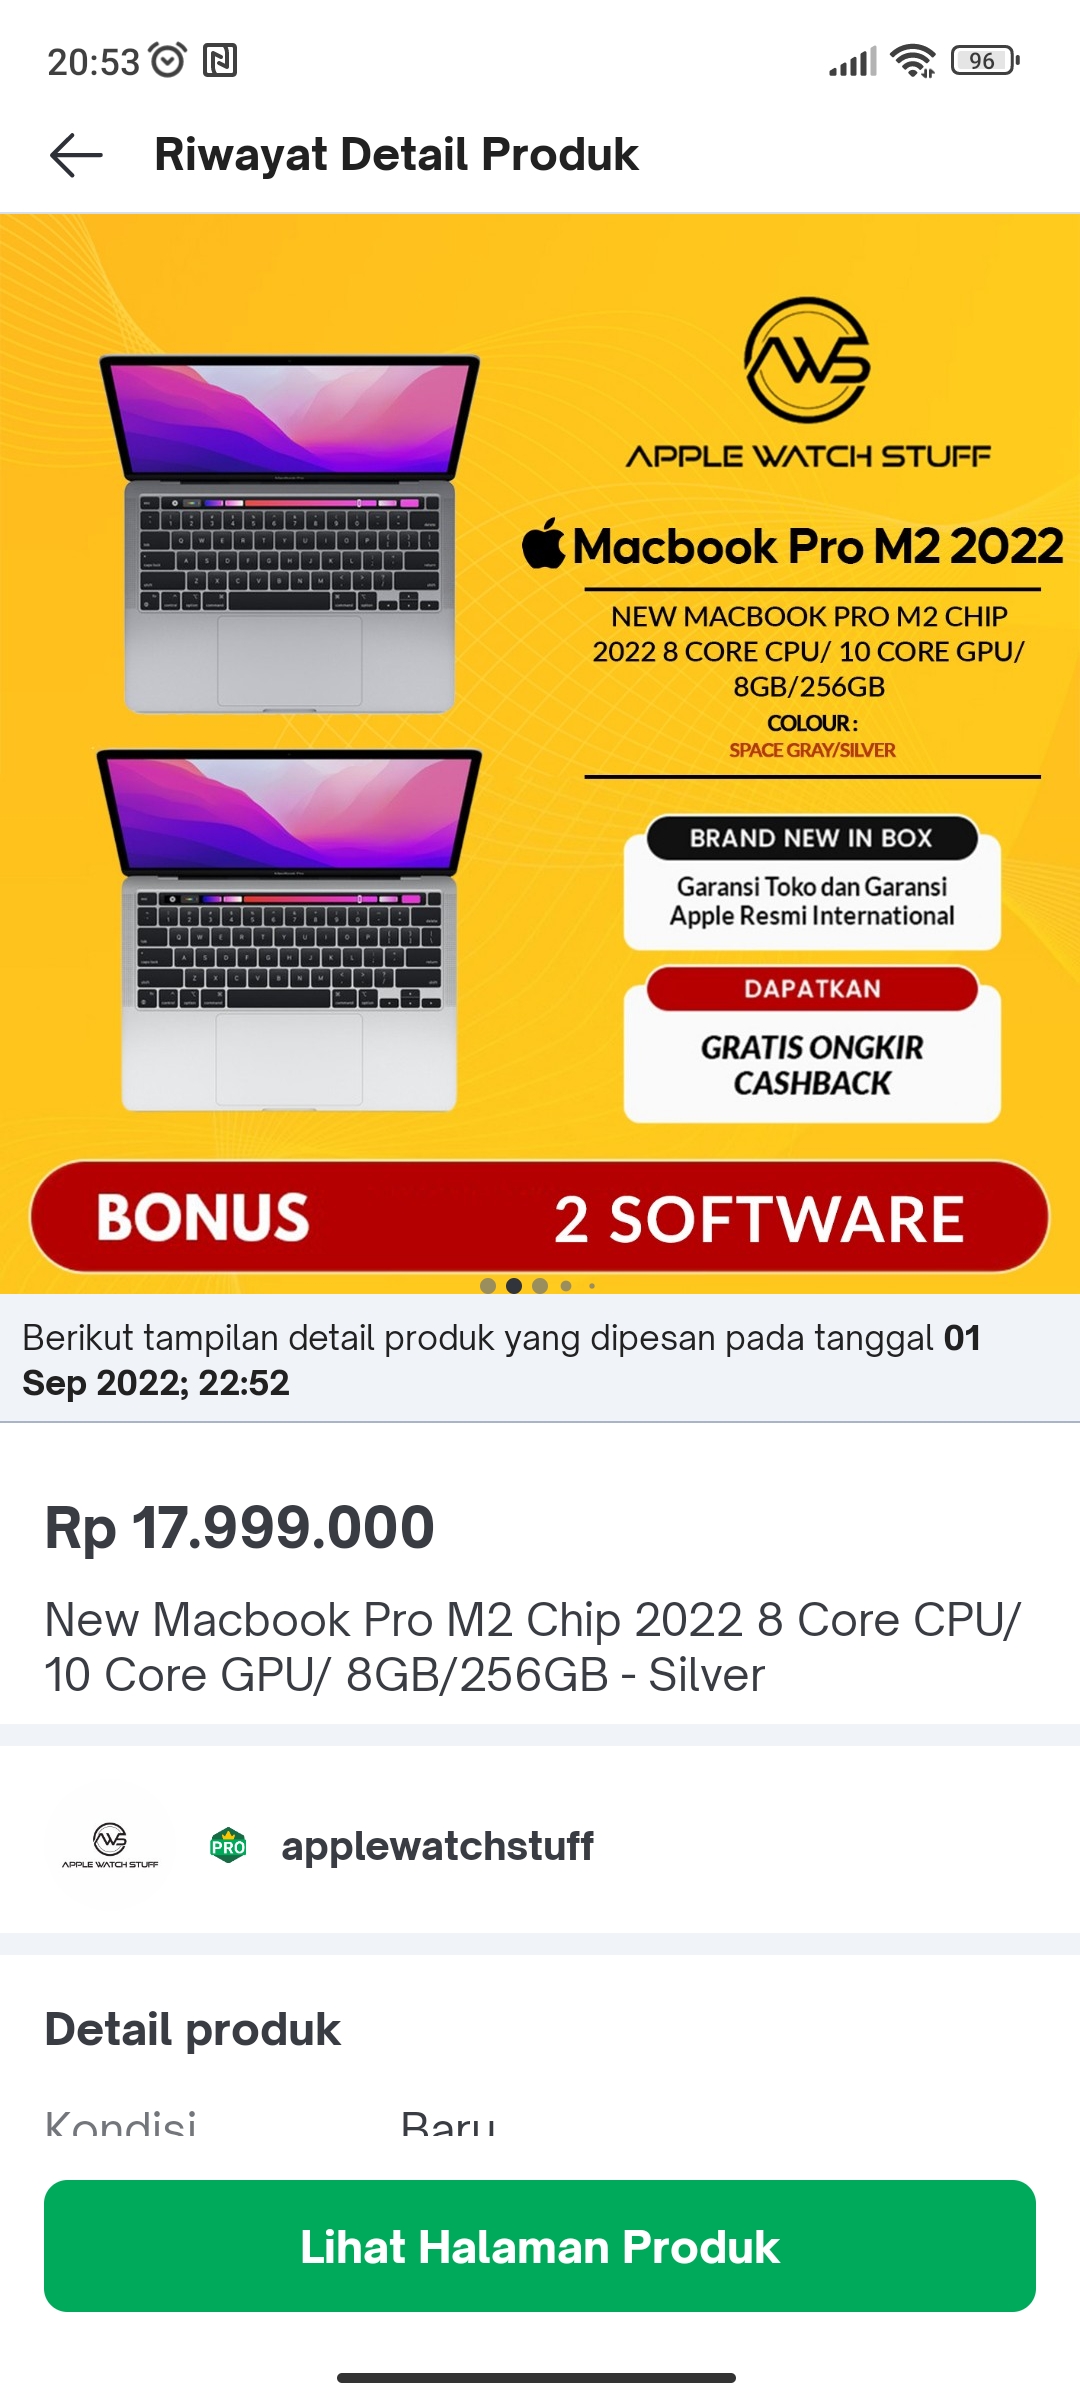 20:53
96
Riwayat Detail Produk
AWS
APPLE WATCH STUFF
Macbook Pro M2 2022
NEW MACBOOK PRO M2 CHIP
2022 8 CORE CPU/ 10 CORE GPU/
8GB/256GB
COLOUR :
SPACE GRAY/SILVER
BRAND NEW IN BOX
Garansi Toko dan Garansi
Apple Resmi International
DAPATKAN
GRATIS ONGKIR
CASHBACK
BONUS 2 SOFTWARE
Berikut tampilan detail produk yang dipesan pada tanggal 01
Sep 2022; 22:52
Rp 17.999.000
New Macbook Pro M2 Chip 2022 8 Core CPU/
10 Core GPU/ 8GB/256GB - Silver
AWS
APPLE WATCH STUFF
PRO
applewatchstuff
Detail produk
Kondisi Baru
Lihat Halaman Produk